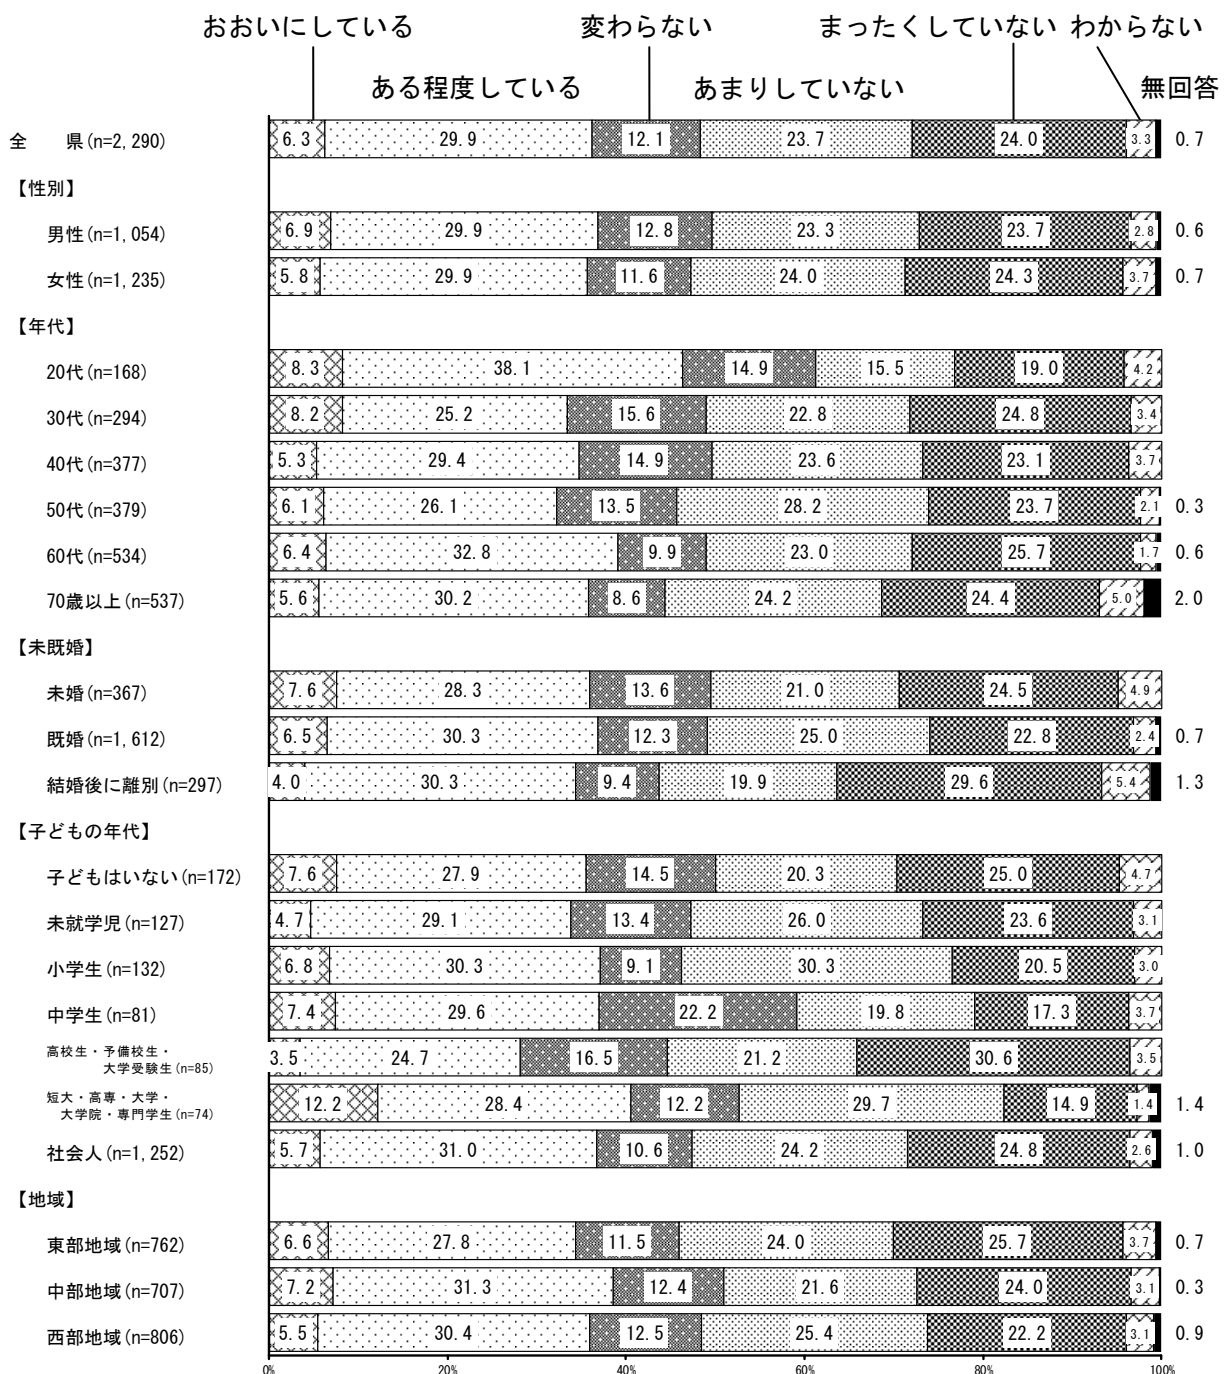 おおいにしている 変わらない まったくしていない わからない
ある程度している あまりしていない 無回答
全　　県(n=2,290) 6.3 29.9 12.1 23.7 24.0 3.3 0.7
【性別】
男性(n=1,054) 6.9 29.9 12.8 23.3 23.7 2.8 0.6
女性(n=1,235) 5.8 29.9 11.6 24.0 24.3 3.7 0.7
【年代】
20代(n=168) 8.3 38.1 14.9 15.5 19.0 4.2
30代(n=294) 8.2 25.2 15.6 22.8 24.8 3.4
40代(n=377) 5.3 29.4 14.9 23.6 23.1 3.7
50代(n=379) 6.1 26.1 13.5 28.2 23.7 2.1 0.3
60代(n=534) 6.4 32.8 9.9 23.0 25.7 1.7 0.6
70歳以上(n=537) 5.6 30.2 8.6 24.2 24.4 5.0 2.0
【未既婚】
未婚(n=367) 7.6 28.3 13.6 21.0 24.5 4.9
既婚(n=1,612) 6.5 30.3 12.3 25.0 22.8 2.4 0.7
結婚後に離別(n=297) 4.0 30.3 9.4 19.9 29.6 5.4 1.3
【子どもの年代】
子どもはいない(n=172) 7.6 27.9 14.5 20.3 25.0 4.7
未就学児(n=127) 4.7 29.1 13.4 26.0 23.6 3.1
小学生(n=132) 6.8 30.3 9.1 30.3 20.5 3.0
中学生(n=81) 7.4 29.6 22.2 19.8 17.3 3.7
高校生・予備校生・
大学受験生(n=85) 3.5 24.7 16.5 21.2 30.6 3.5
短大・高専・大学・
大学院・専門学生(n=74) 12.2 28.4 12.2 29.7 14.9 1.4 1.4
社会人(n=1,252) 5.7 31.0 10.6 24.2 24.8 2.6 1.0
【地域】
東部地域(n=762) 6.6 27.8 11.5 24.0 25.7 3.7 0.7
中部地域(n=707) 7.2 31.3 12.4 21.6 24.0 3.1 0.3
西部地域(n=806) 5.5 30.4 12.5 25.4 22.2 3.1 0.9
0% 20% 40% 60% 80% 100%